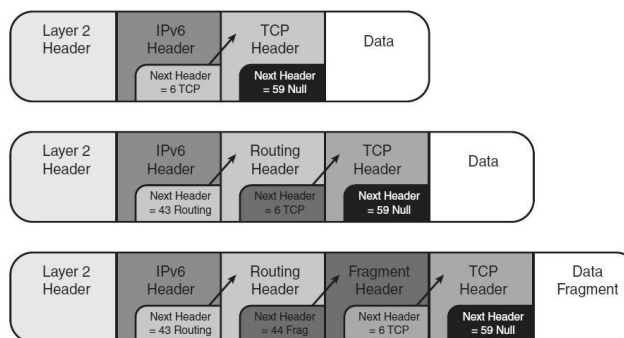 Layer 2
Header
IPv6
Header
Next Header
= 6 TCP
TCP
Header
Next Header
= 59 Null
Data
Layer 2
Header
IPv6
Header
Next Header
= 43 Routing
Routing
Header
Next Header
= 6 TCP
TCP
Header
Next Header
= 59 Null
Data
Layer 2
Header
IPv6
Header
Next Header
= 43 Routing
Routing
Header
Next Header
= 44 Frag
Fragment
Header
Next Header
= 6 TCP
TCP
Header
Next Header
= 59 Null
Data
Fragment